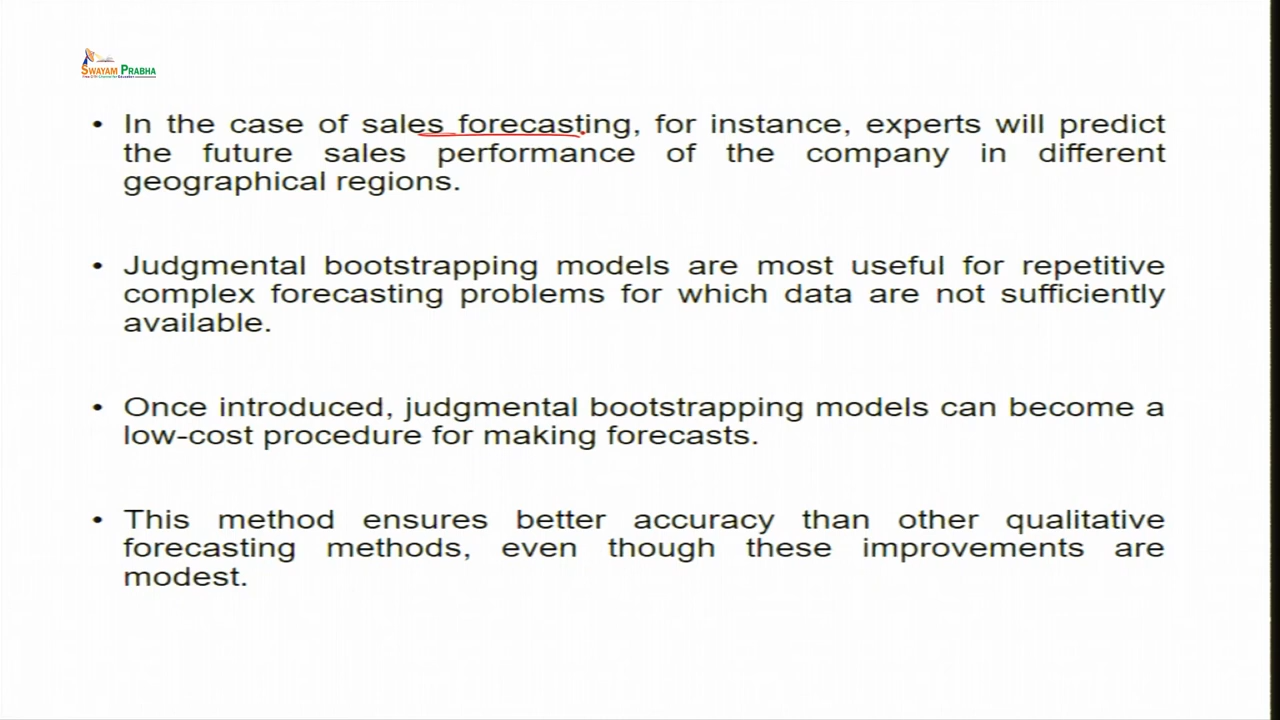 SWAYAM PRABHA
• In the case of sales forecasting, for instance, experts will predict
the future sales performance of the company in different
geographical regions.
• Judgmental bootstrapping models are most useful for repetitive
complex forecasting problems for which data are not sufficiently
available.
• Once introduced, judgmental bootstrapping models can become a
low-cost procedure for making forecasts.
• This method ensures better accuracy than other qualitative
forecasting methods, even though these improvements are
modest.